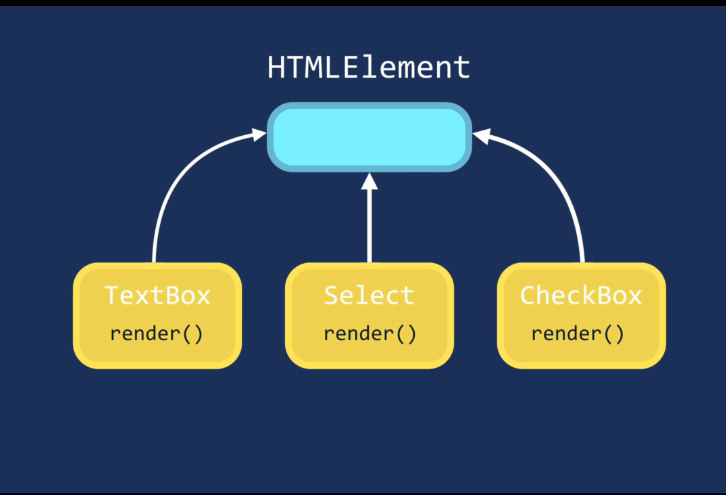 HTMLElement
TextBox
render()
Select
render()
CheckBox
render()